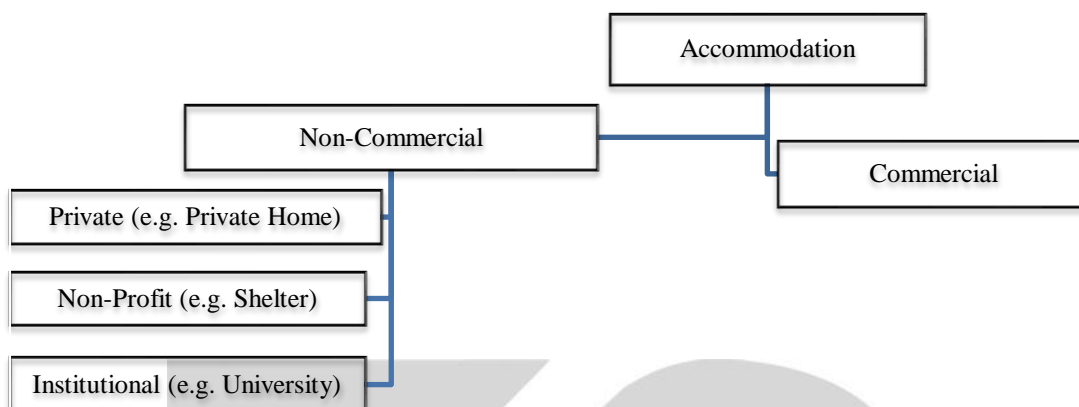 Accommodation
Non-Commercial
Commercial
Private (e.g. Private Home)
Non-Profit (e.g. Shelter)
Institutional (e.g. University)